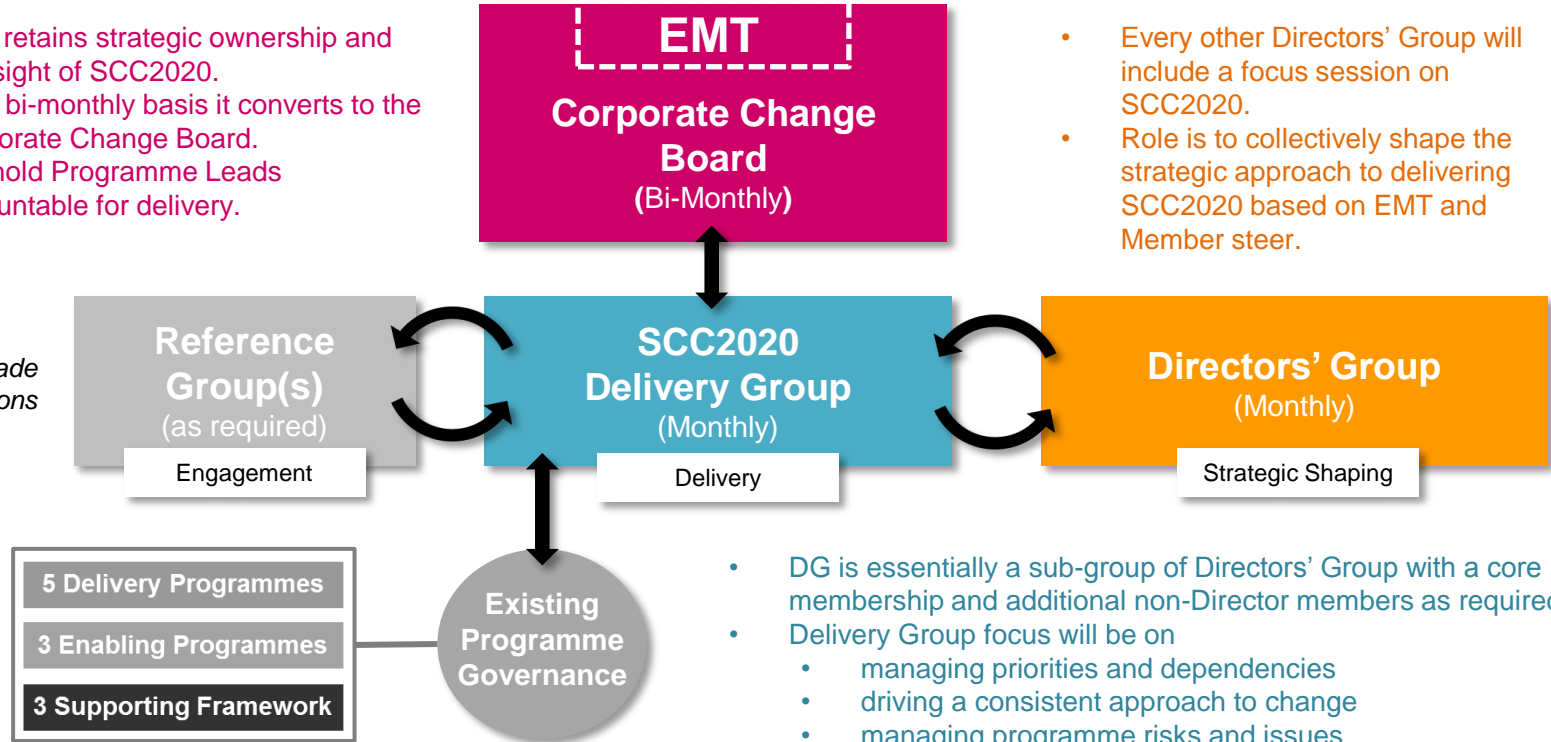 retains strategic ownership and
sight of SCC2020.
bi-monthly basis it converts to the
orate Change Board.
hold Programme Leads
untable for delivery.
EMT
Corporate Change
Board
(Bi-Monthly)
• Every other Directors’ Group will
include a focus session on
SCC2020.
• Role is to collectively shape the
strategic approach to delivering
SCC2020 based on EMT and
Member steer.
ade
ons
Reference
Group(s)
(as required)
Engagement
SCC2020
Delivery Group
(Monthly)
Delivery
Directors’ Group
(Monthly)
Strategic Shaping
5 Delivery Programmes
3 Enabling Programmes
3 Supporting Framework
Existing
Programme
Governance
• DG is essentially a sub-group of Directors’ Group with a core
membership and additional non-Director members as require
• Delivery Group focus will be on
• managing priorities and dependencies
• driving a consistent approach to change
• managing programme risks and issues